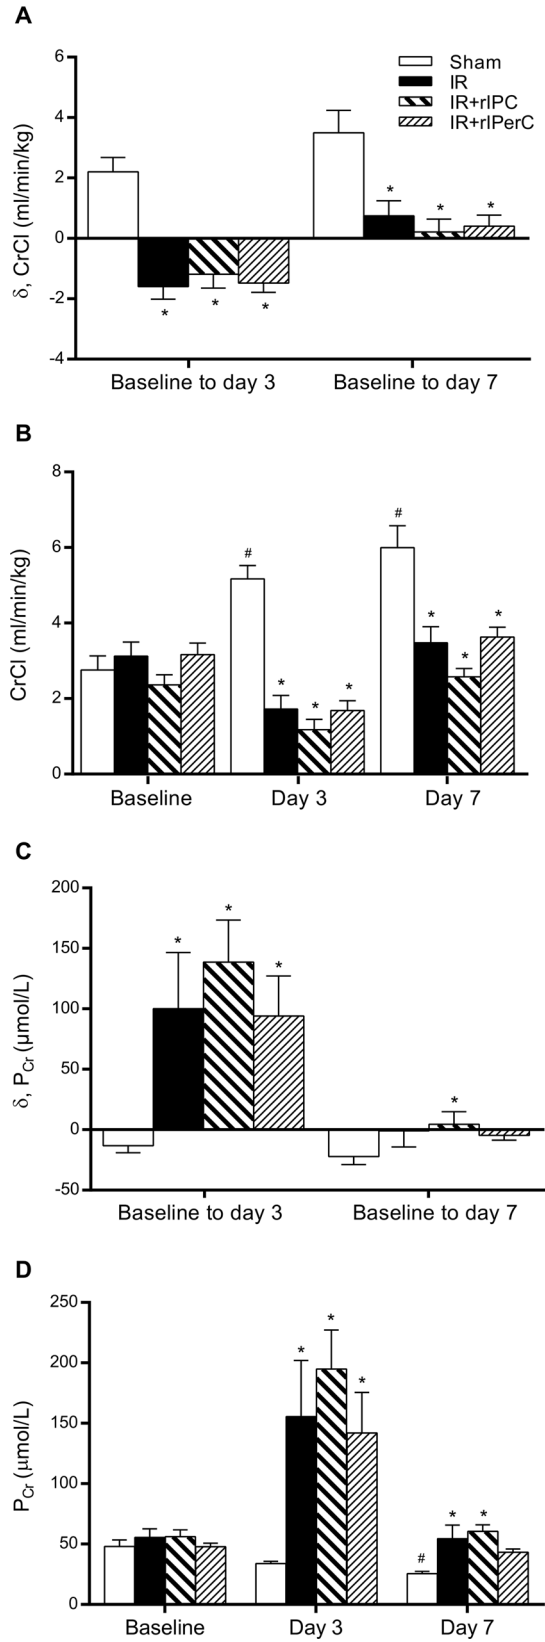 A
δ, CrCl (ml/min/kg)
6
4
2
0
-2
-4
Sham
IR
IR+rIPC
IR+rIPerC
* * *
* * *
Baseline to day 3 Baseline to day 7
B
CrCl (ml/min/kg)
8
6
4
2
0
# * * *
# * * *
Baseline Day 3 Day 7
C
δ, PCr (μmol/L)
200
150
100
50
0
-50
* * *
*
Baseline to day 3 Baseline to day 7
D
PCr (μmol/L)
250
200
150
100
50
0
* * *
# * *
Baseline Day 3 Day 7